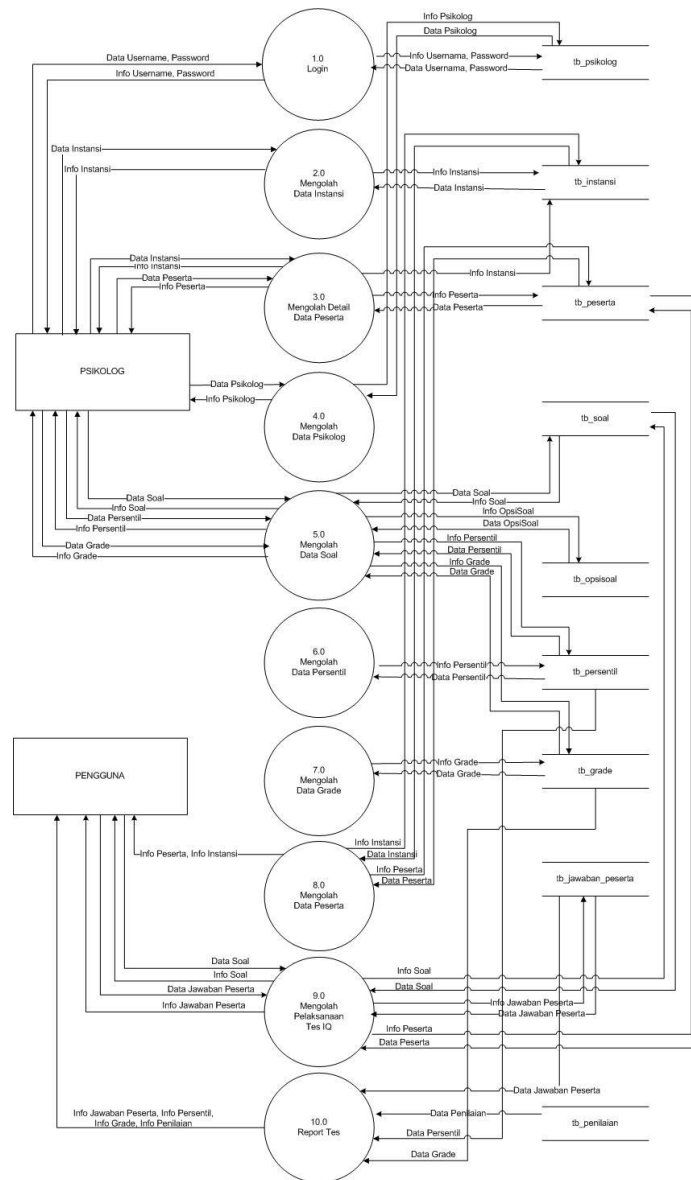 Info Psikolog
Data Psikolog
Data Username, Password
Info Username, Password
1.0
Login
Info Usernama, Password
Data Usernama, Password
tb_psikolog
Data Instansi
Info Instansi
2.0
Mengolah
Data Instansi
Info Instansi
Data Instansi
tb_instansi
Data Instansi
Info Instansi
Data Peserta
Info Peserta
3.0
Mengolah Detail
Data Peserta
Info Instansi
Info Peserta
Data Peserta
tb_peserta
PSIKOLOG
Data Psikolog
Info Psikolog
4.0
Mengolah
Data Psikolog
tb_soal
Data Soal
Info Soal
Data Persentil
Info Persentil
Data Grade
Info Grade
5.0
Mengolah
Data Soal
Data Soal
Info Soal
Info OpsiSoal
Data OpsiSoal
Info Persentil
Data Persentil
Info Grade
Data Grade
tb_opsisoal
6.0
Mengolah
Data Persentil
Info Persentil
Data Persentil
tb_persentil
PENGGUNA
7.0
Mengolah
Data Grade
Info Grade
Data Grade
tb_grade
Info Peserta, Info Instansi
8.0
Mengolah
Data Peserta
Info Instansi
Data Instansi
Info Peserta
Data Peserta
tb_jawaban_peserta
Data Soal
Info Soal
Data Jawaban Peserta
Info Jawaban Peserta
9.0
Mengolah
Pelaksanaan
Tes IQ
Info Soal
Data Soal
Info Jawaban Peserta
Data Jawaban Peserta
Info Peserta
Data Peserta
Info Jawaban Peserta, Info Persentil,
Info Grade, Info Penilaian
10.0
Report Tes
Data Jawaban Peserta
Data Penilaian
Data Persentil
Data Grade
tb_penilaian